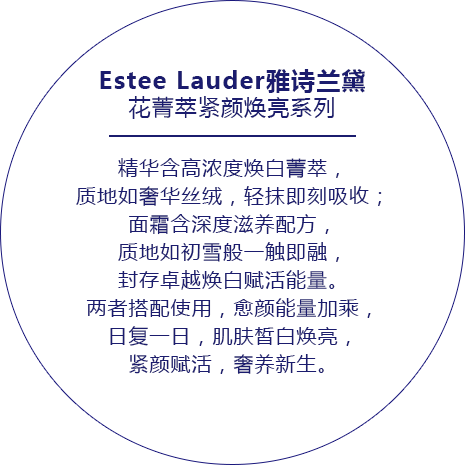 Estee Lauder雅诗兰黛
花菁萃紧颜焕亮系列
精华含高浓度焕白菁萃，
质地如奢华丝绒，轻抹即刻吸收；
面霜含深度滋养配方，
质地如初雪般一触即融，
封存卓越焕白赋活能量。
两者搭配使用，愈颜能量加乘，
日复一日，肌肤皙白焕亮，
紧颜赋活，奢养新生。